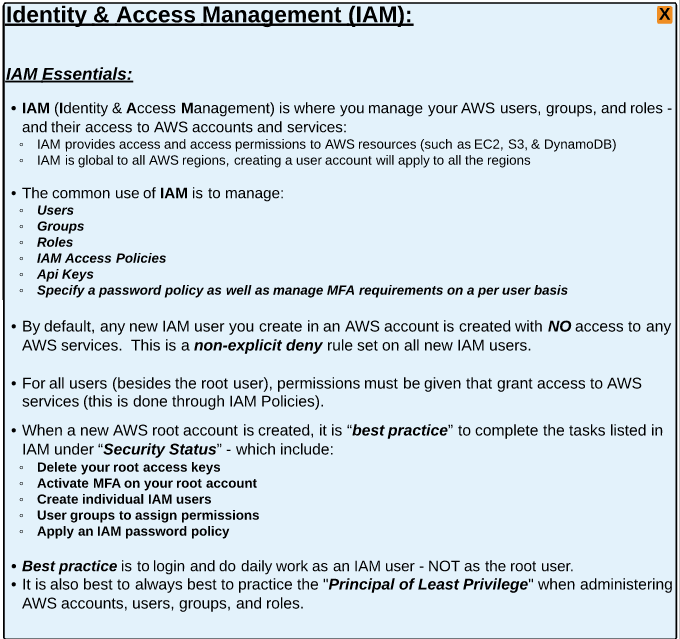 Identity & Access Management (IAM):
X
IAM Essentials:
• IAM (Identity & Access Management) is where you manage your AWS users, groups, and roles -
and their access to AWS accounts and services:
◦ IAM provides access and access permissions to AWS resources (such as EC2, S3, & DynamoDB)
◦ IAM is global to all AWS regions, creating a user account will apply to all the regions
• The common use of IAM is to manage:
◦ Users
◦ Groups
◦ Roles
◦ IAM Access Policies
◦ Api Keys
◦ Specify a password policy as well as manage MFA requirements on a per user basis
• By default, any new IAM user you create in an AWS account is created with NO access to any
AWS services. This is a non-explicit deny rule set on all new IAM users.
• For all users (besides the root user), permissions must be given that grant access to AWS
services (this is done through IAM Policies).
• When a new AWS root account is created, it is “best practice” to complete the tasks listed in
IAM under “Security Status” - which include:
◦ Delete your root access keys
◦ Activate MFA on your root account
◦ Create individual IAM users
◦ User groups to assign permissions
◦ Apply an IAM password policy
• Best practice is to login and do daily work as an IAM user - NOT as the root user.
• It is also best to always best to practice the "Principal of Least Privilege" when administering
AWS accounts, users, groups, and roles.